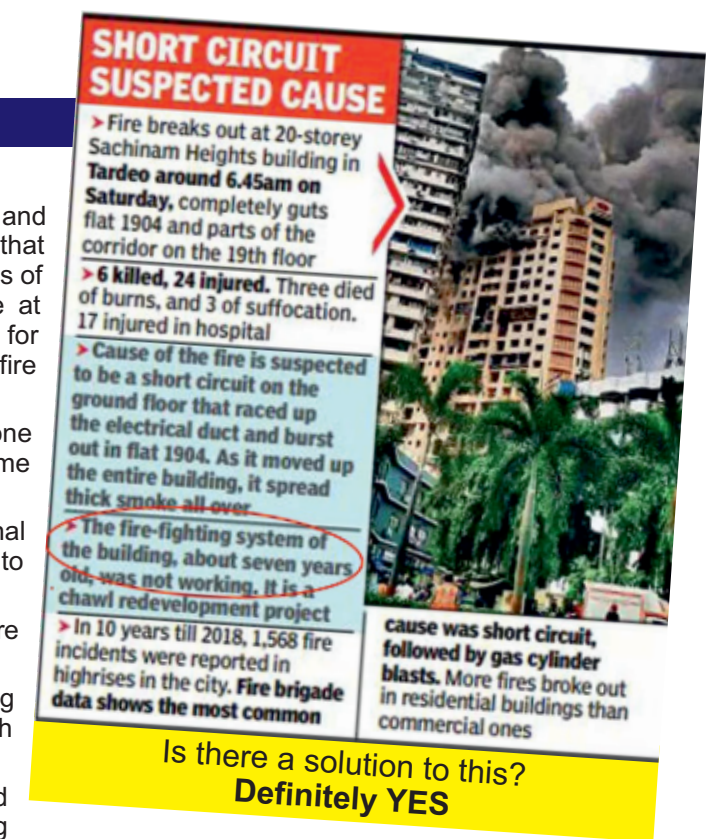 and
that
s of
e at
for
fire
one
me
nal
to
re
g
h
d
g
SHORT CIRCUIT
SUSPECTED CAUSE
➤ Fire breaks out at 20-storey
Sachinam Heights building in
Tardeo around 6.45am on
Saturday, completely guts
flat 1904 and parts of the
corridor on the 19th floor
➤ 6 killed, 24 injured. Three died
of burns, and 3 of suffocation.
17 injured in hospital
➤ Cause of the fire is suspected
to be a short circuit on the
ground floor that raced up
the electrical duct and burst
out in flat 1904. As it moved up
the entire building, it spread
thick smoke all over
➤ The fire-fighting system of
the building, about seven years
old, was not working. It is a
chawl redevelopment project
➤ In 10 years till 2018, 1,568 fire
incidents were reported in
highrises in the city. Fire brigade
data shows the most common
cause was short circuit,
followed by gas cylinder
blasts. More fires broke out
in residential buildings than
commercial ones
Is there a solution to this?
Definitely YES